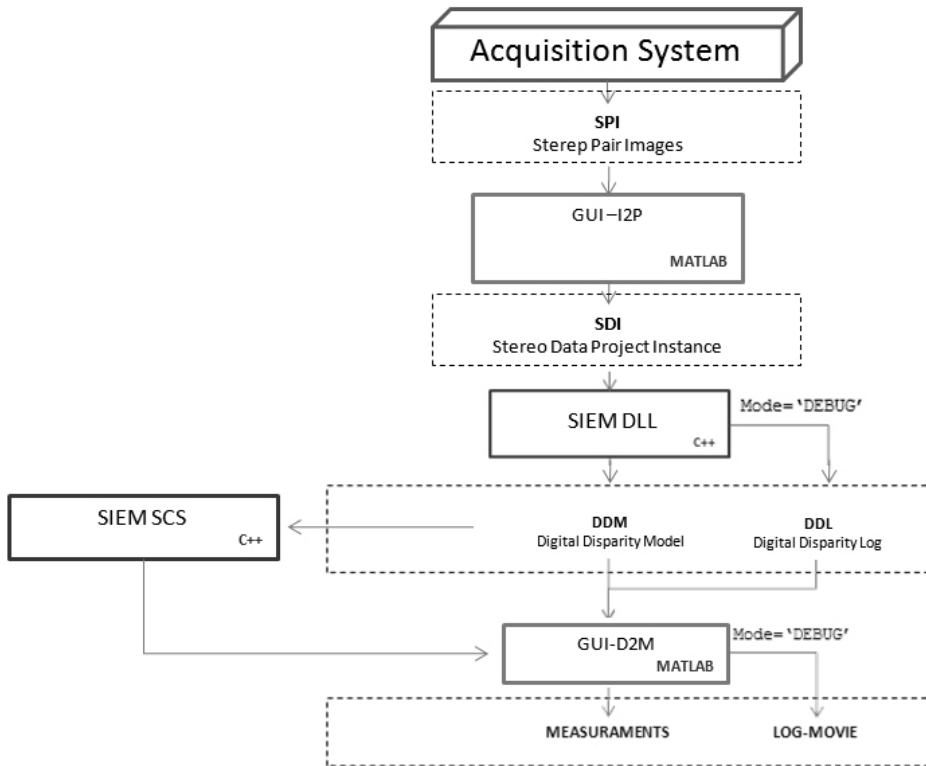 Acquisition System
SPI
Sterep Pair Images
GUI –I2P
MATLAB
SDI
Stereo Data Project Instance
SIEM DLL
C++
Mode=‘DEBUG’
SIEM SCS
C++
DDM
Digital Disparity Model
DDL
Digital Disparity Log
GUI-D2M
MATLAB
Mode=‘DEBUG’
MEASURAMENTS
LOG-MOVIE